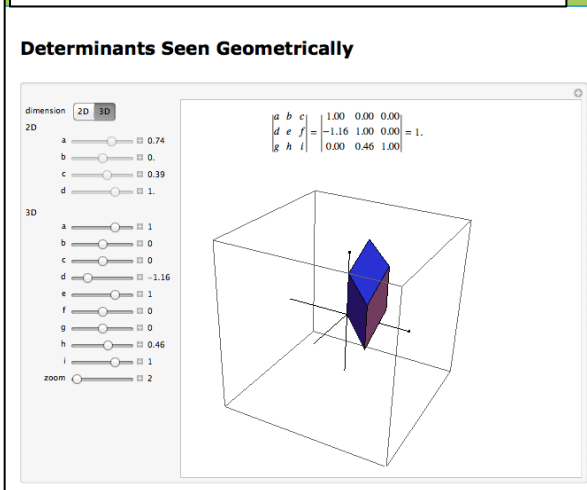 Determinants Seen Geometrically
dimension 2D 3D
2D
a 0.74
b 0.
c 0.39
d 1.
3D
a 1
b 0
c 0
d -1.16
e 1
f 0
g 0
h 0.46
i 1
zoom 2
|a b c| |1.00 0.00 0.00|
|d e f| = |-1.16 1.00 0.00| = 1.
|g h i| |0.00 0.46 1.00|